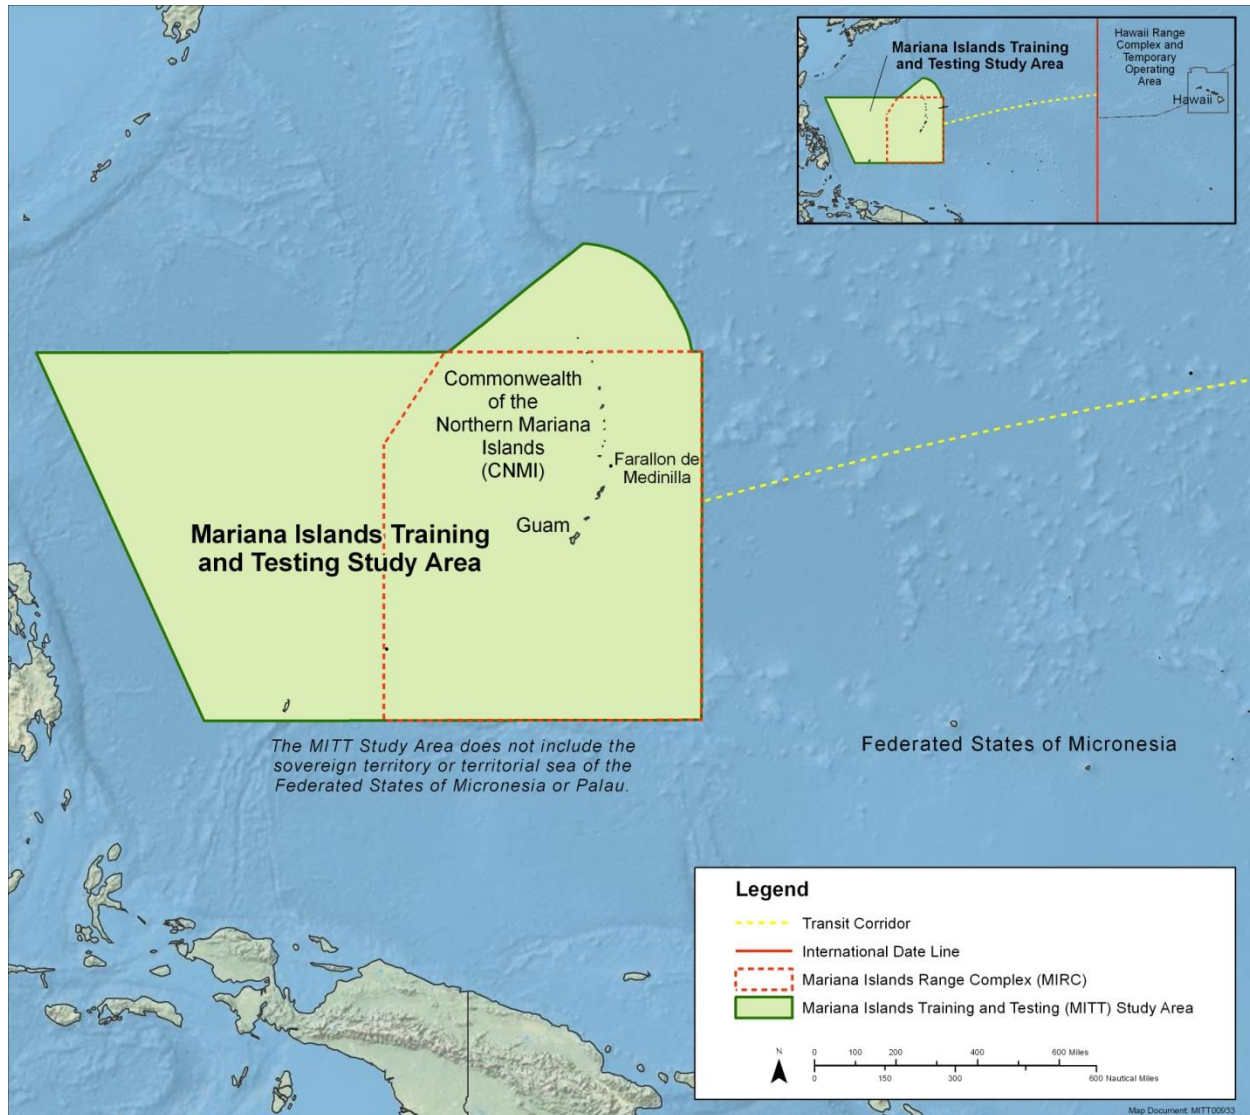 Mariana Islands Training
and Testing Study Area
Hawaii Range
Complex and
Temporary
Operating
Area
Hawaii
Commonwealth
of the
Northern Mariana
Islands
(CNMI)
Farallon de
Medinilla
Guam
Mariana Islands Training
and Testing Study Area
The MITT Study Area does not include the
sovereign territory or territorial sea of the
Federated States of Micronesia or Palau.
Federated States of Micronesia
Legend
Transit Corridor
International Date Line
Mariana Islands Range Complex (MIRC)
Mariana Islands Training and Testing (MITT) Study Area
N
0 100 200 400 600 Miles
0 150 300 600 Nautical Miles
Map Document: MITT00933